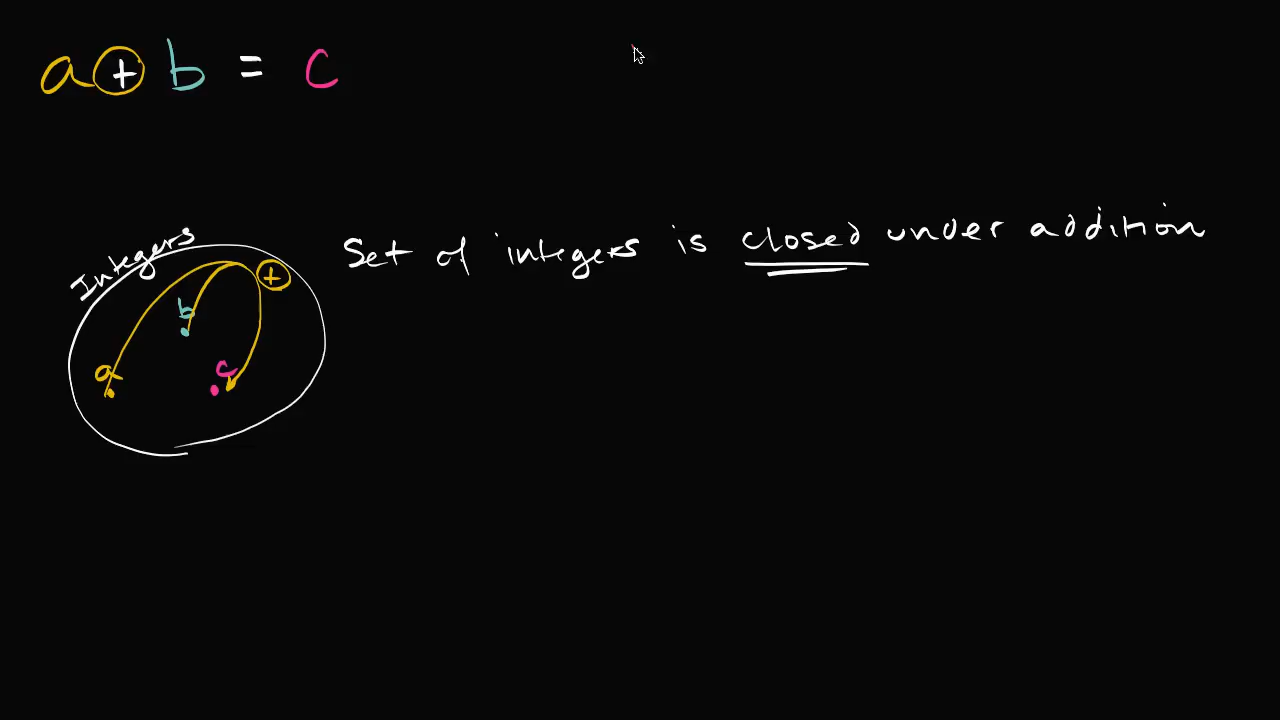 a + b = c
Integers
Set of integers is closed under addition
+
b
a
c